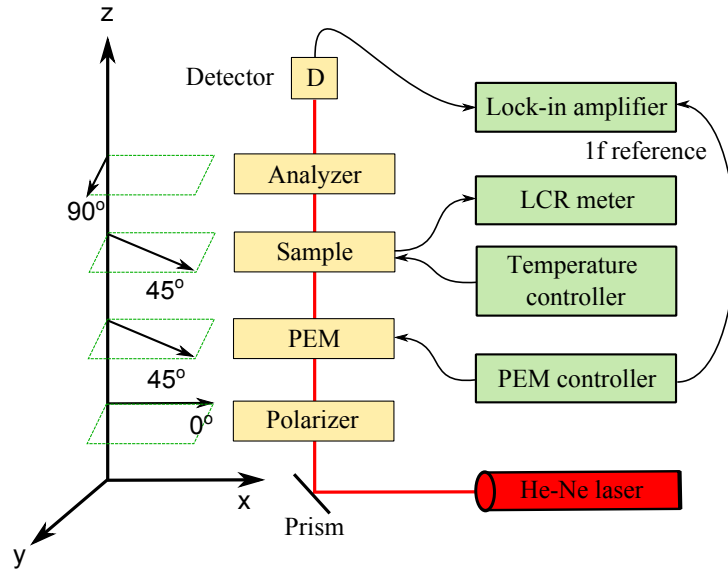 z
Detector
D
Lock-in amplifier
1f reference
Analyzer
90°
LCR meter
Sample
45°
Temperature
controller
PEM
45°
PEM controller
Polarizer
0°
x
He-Ne laser
Prism
y